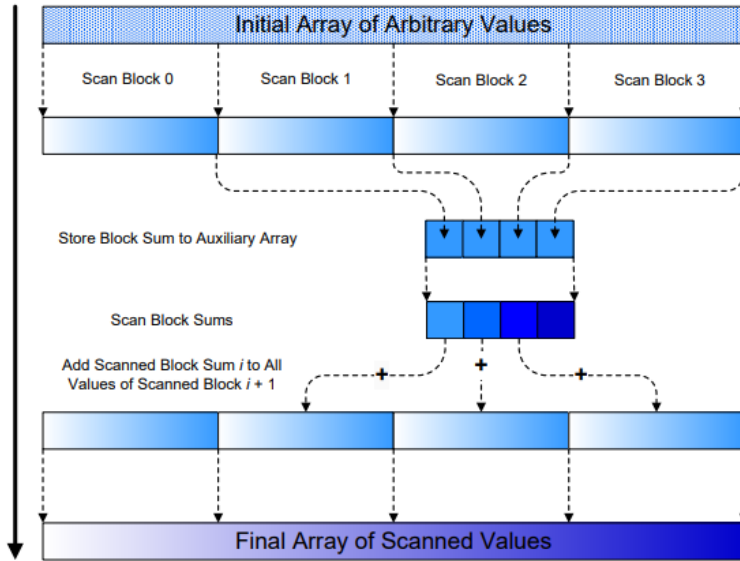 Initial Array of Arbitrary Values
Scan Block 0
Scan Block 1
Scan Block 2
Scan Block 3
Store Block Sum to Auxiliary Array
Scan Block Sums
Add Scanned Block Sum i to All
Values of Scanned Block i + 1
+
+
+
Final Array of Scanned Values